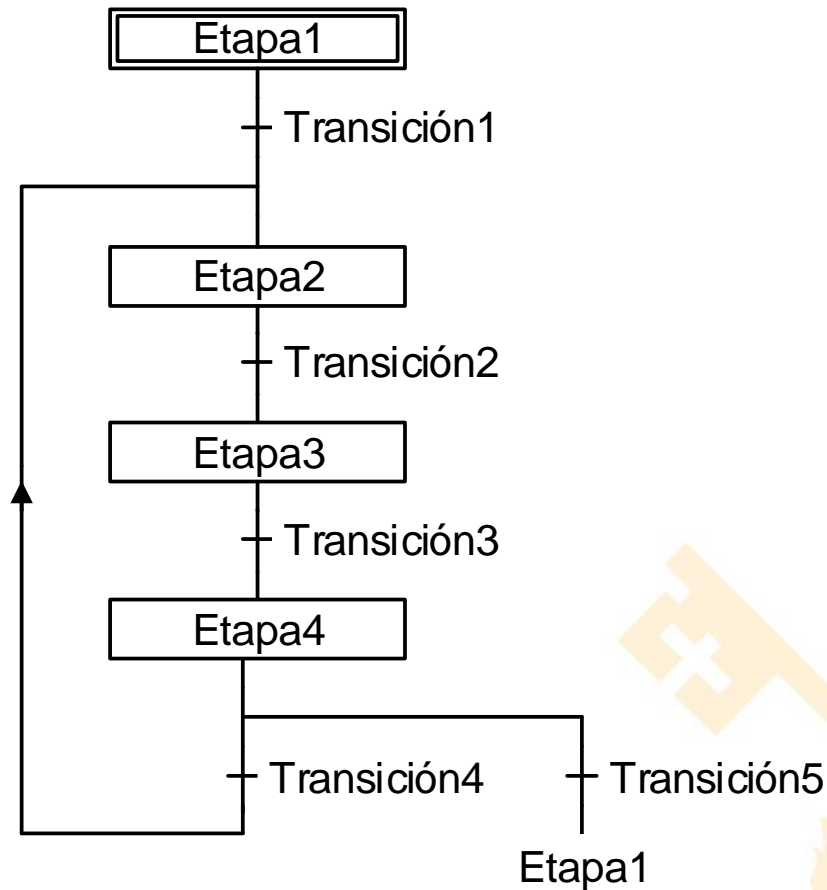 Etapa1
Transición1
Etapa2
Transición2
Etapa3
Transición3
Etapa4
Transición4
Transición5
Etapa1